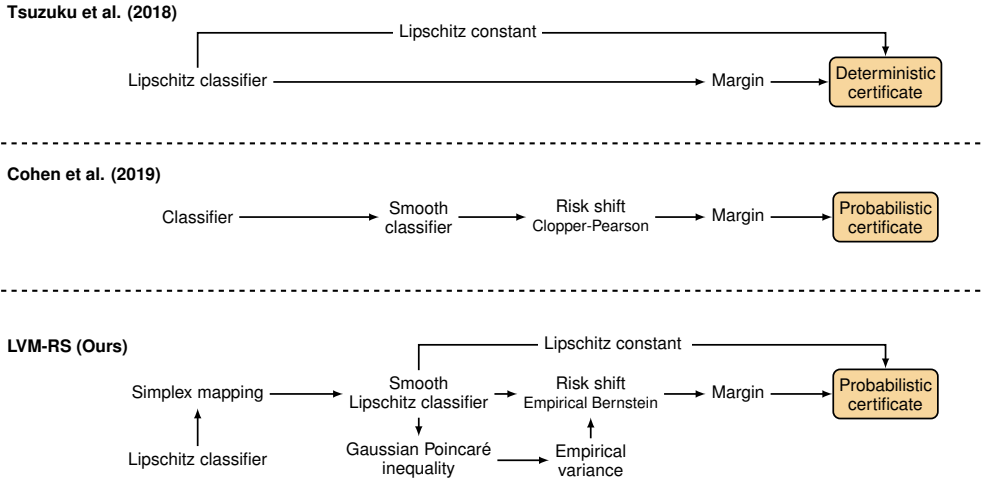 Tsuzuku et al. (2018)
Lipschitz constant
Lipschitz classifier
Margin
Deterministic
certificate
Cohen et al. (2019)
Classifier
Smooth
classifier
Risk shift
Clopper-Pearson
Margin
Probabilistic
certificate
LVM-RS (Ours)
Lipschitz constant
Simplex mapping
Smooth
Lipschitz classifier
Risk shift
Empirical Bernstein
Margin
Probabilistic
certificate
Lipschitz classifier
Gaussian Poincaré
inequality
Empirical
variance